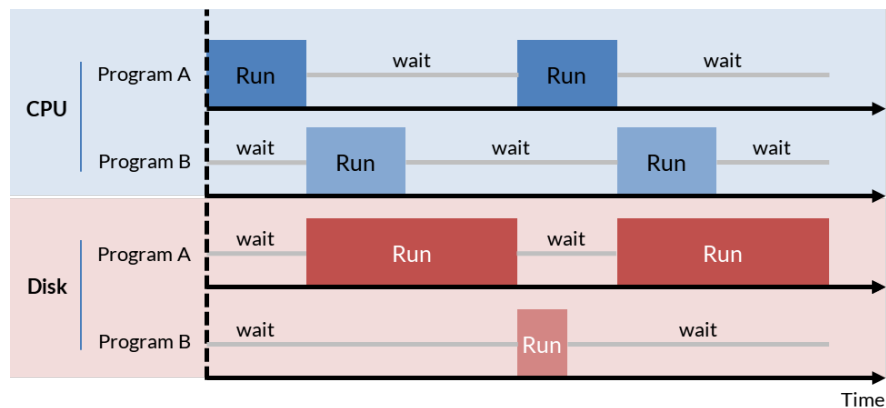 wait wait
Program A Run Run
CPU
wait wait wait
Program B Run Run
wait wait
Program A Run Run
Disk
wait wait
Program B Run
Time